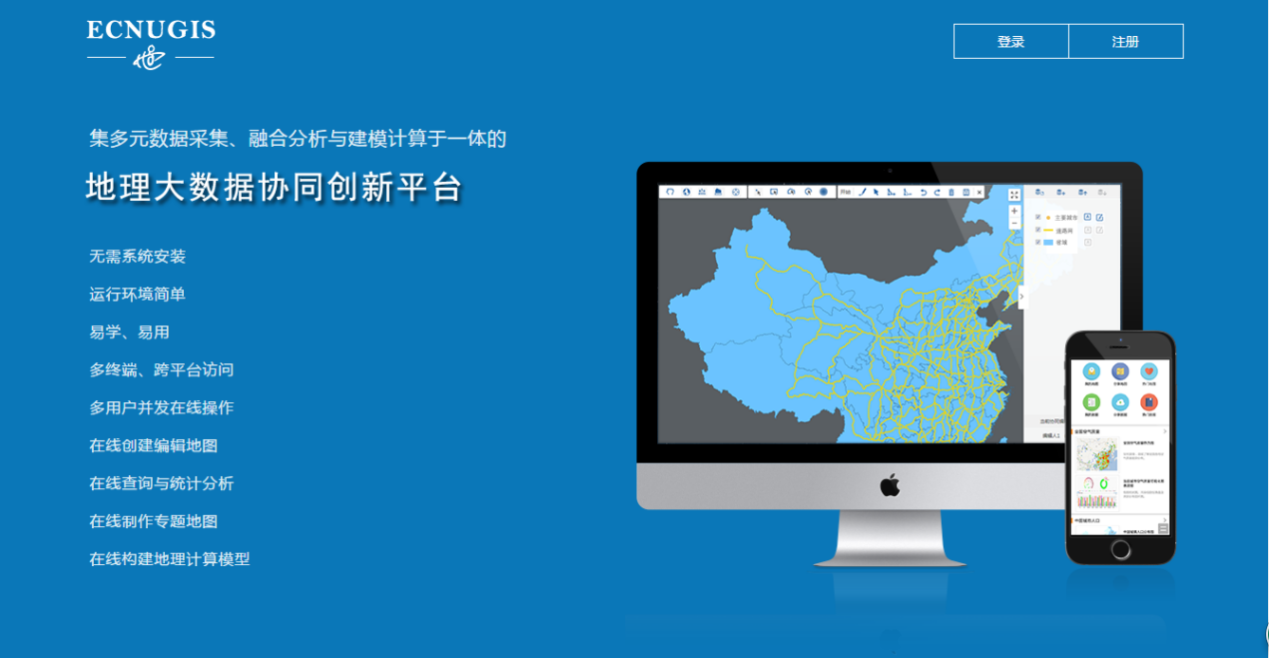 ECNUGIS
登录
注册
集多元数据采集、融合分析与建模计算于一体的
地理大数据协同创新平台
无需系统安装
运行环境简单
易学、易用
多终端、跨平台访问
多用户并发在线操作
在线创建编辑地图
在线查询与统计分析
在线制作专题地图
在线构建地理计算模型